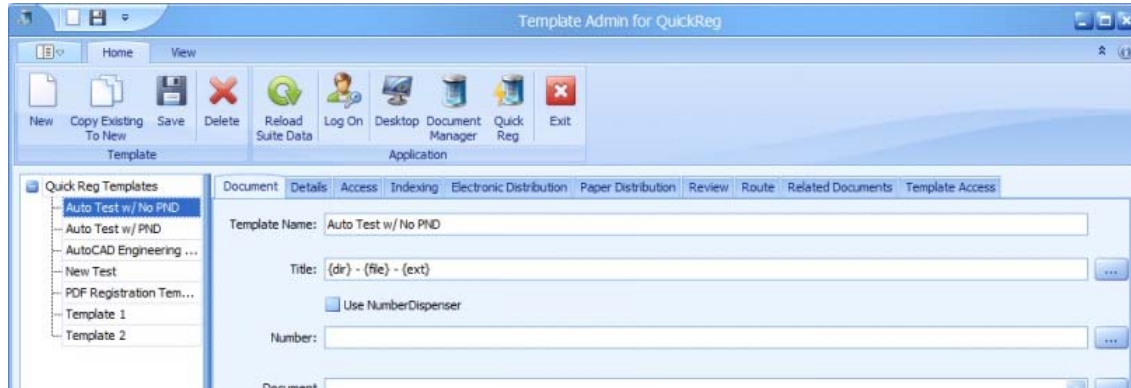 Template Admin for QuickReg
Home View
New Copy Existing To New Save Delete Reload Suite Data Log On Desktop Document Manager Quick Reg Exit
Template Application
Quick Reg Templates
Auto Test w/ No PND
Auto Test w/ PND
AutoCAD Engineering ...
New Test
PDF Registration Tem...
Template 1
Template 2
Document Details Access Indexing Electronic Distribution Paper Distribution Review Route Related Documents Template Access
Template Name: Auto Test w/ No PND
Title: {dir} - {file} - {ext}
...
Use NumberDispenser
Number:
...
Document